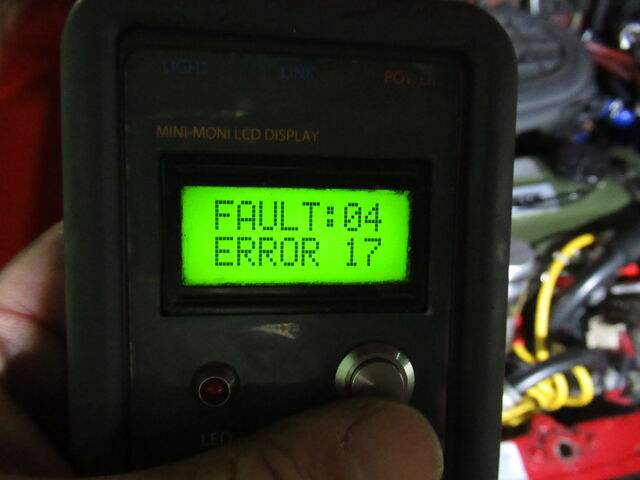 LIGHT LINK POWER
MINI-MONI LCD DISPLAY
FAULT:04
ERROR 17
LED